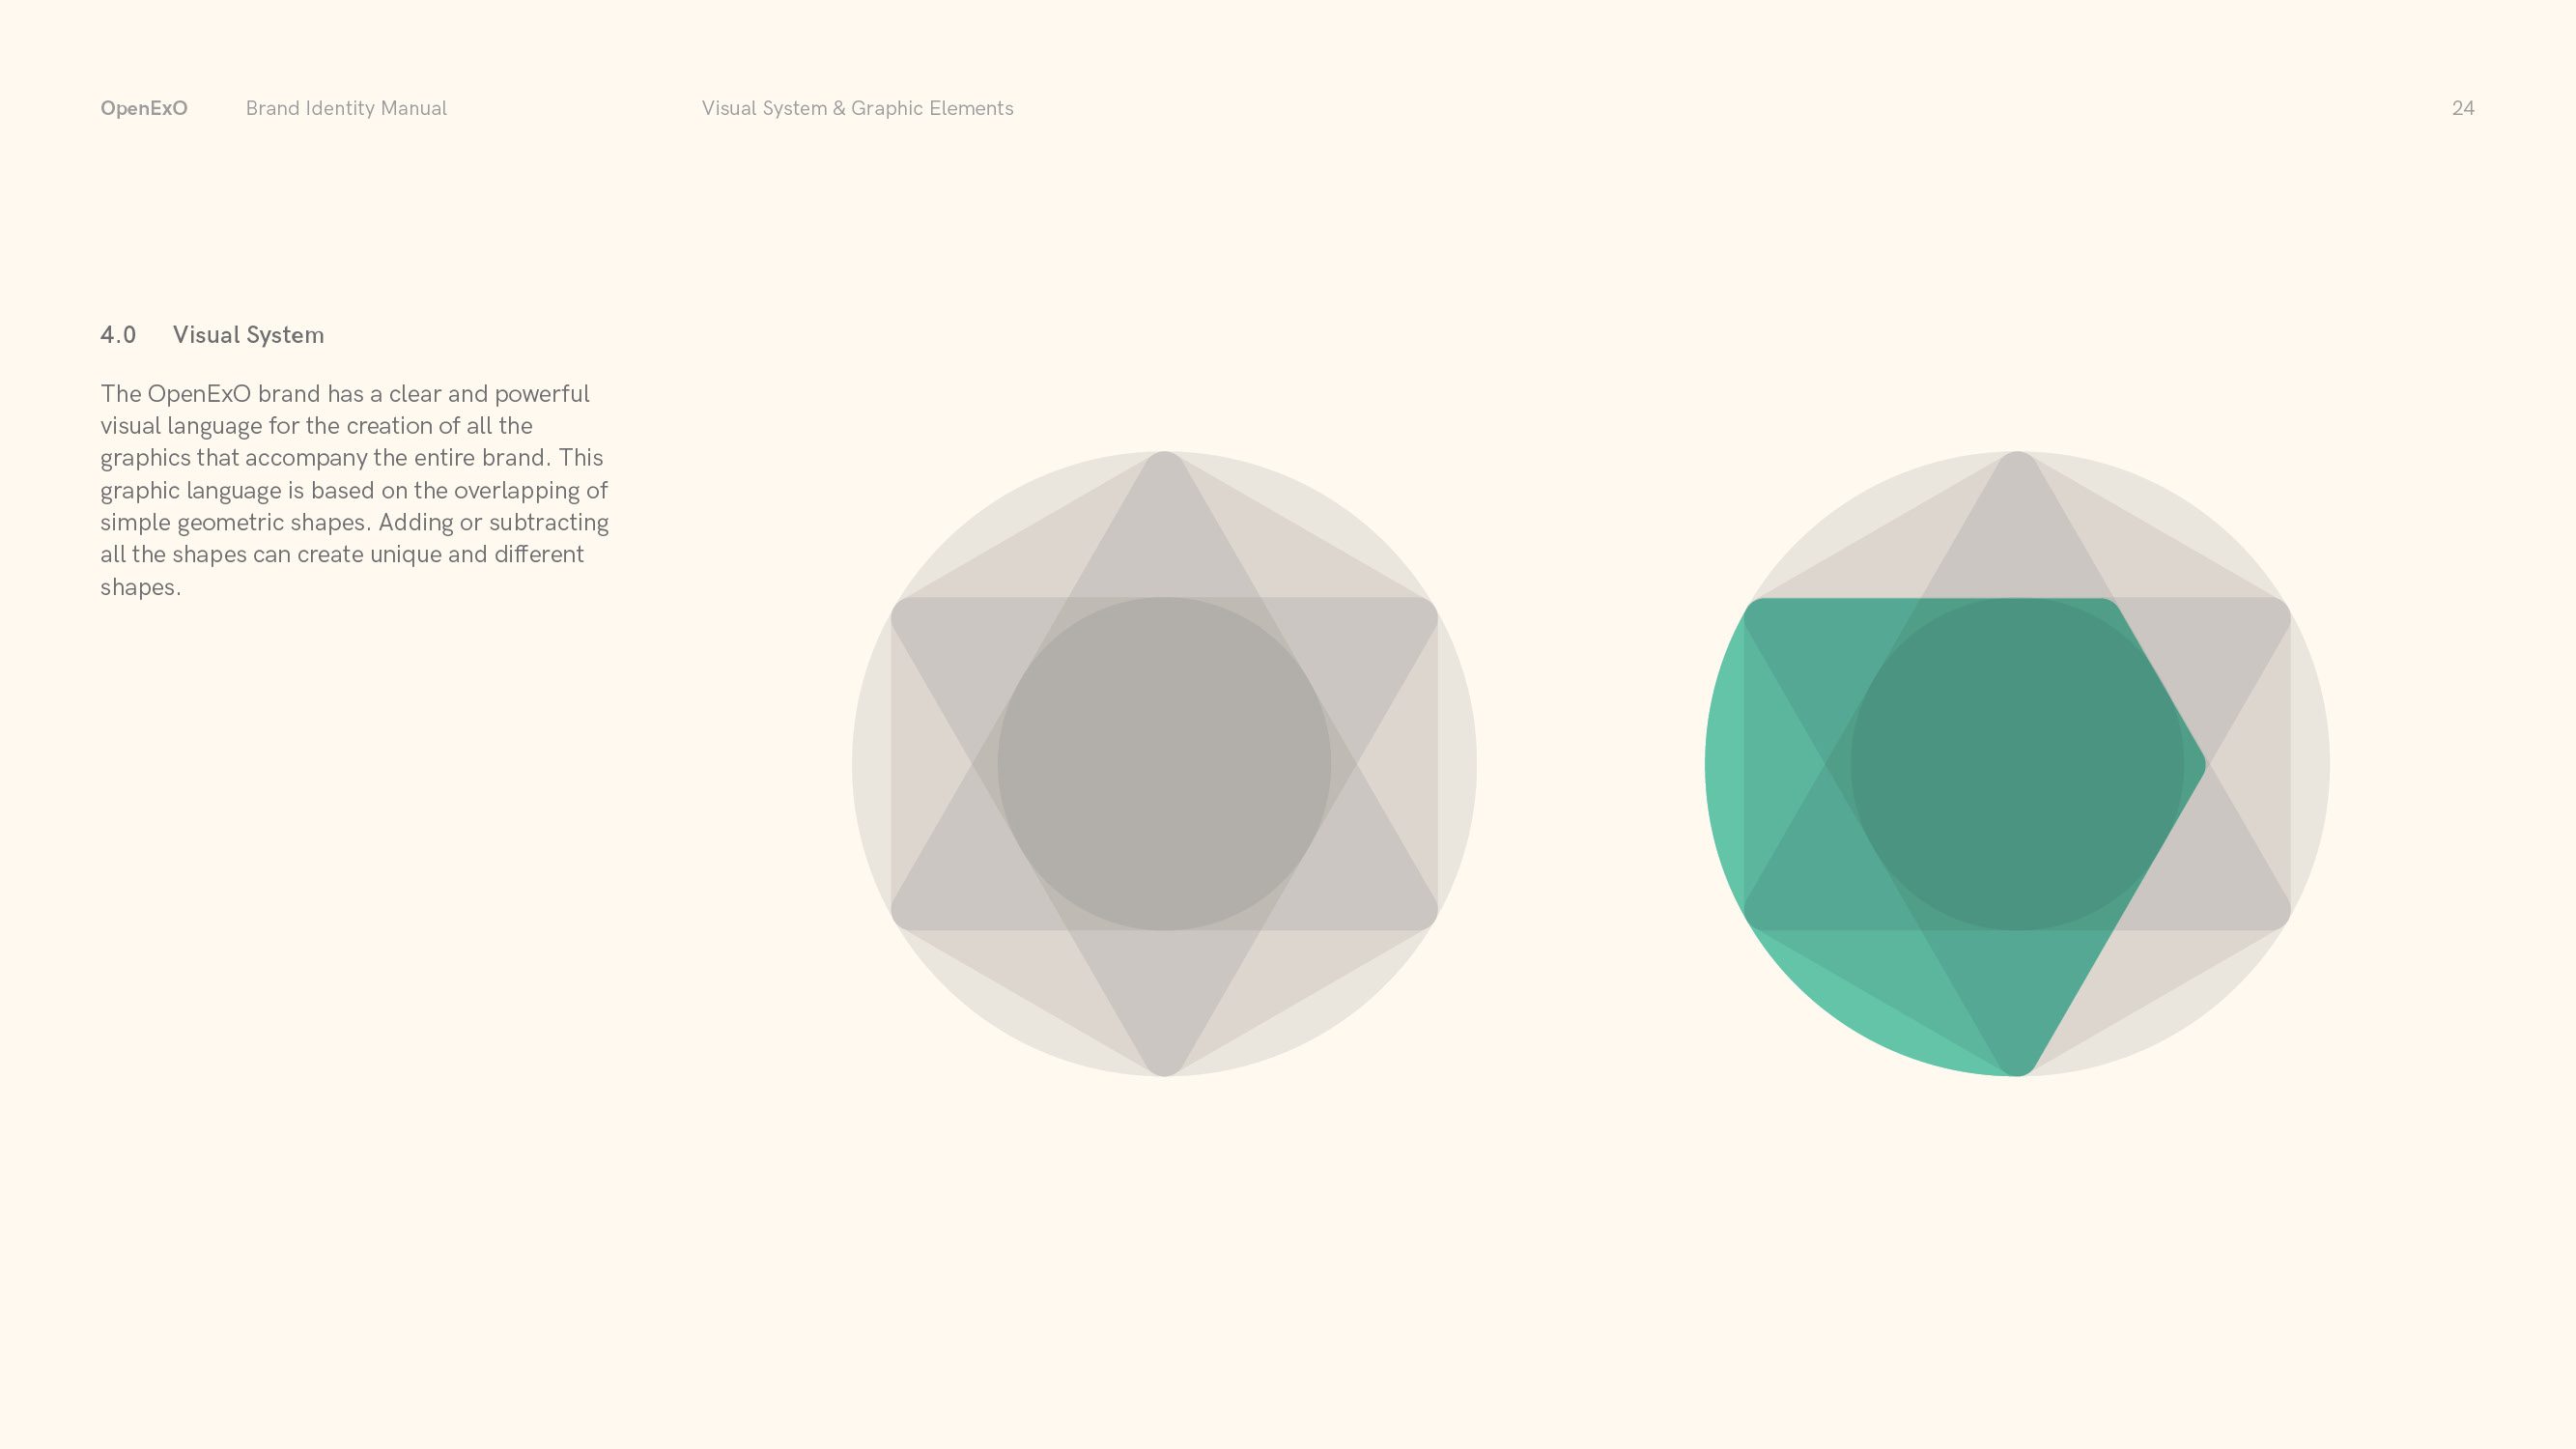 OpenExO Brand Identity Manual Visual System & Graphic Elements 24
4.0 Visual System
The OpenExO brand has a clear and powerful
visual language for the creation of all the
graphics that accompany the entire brand. This
graphic language is based on the overlapping of
simple geometric shapes. Adding or subtracting
all the shapes can create unique and different
shapes.